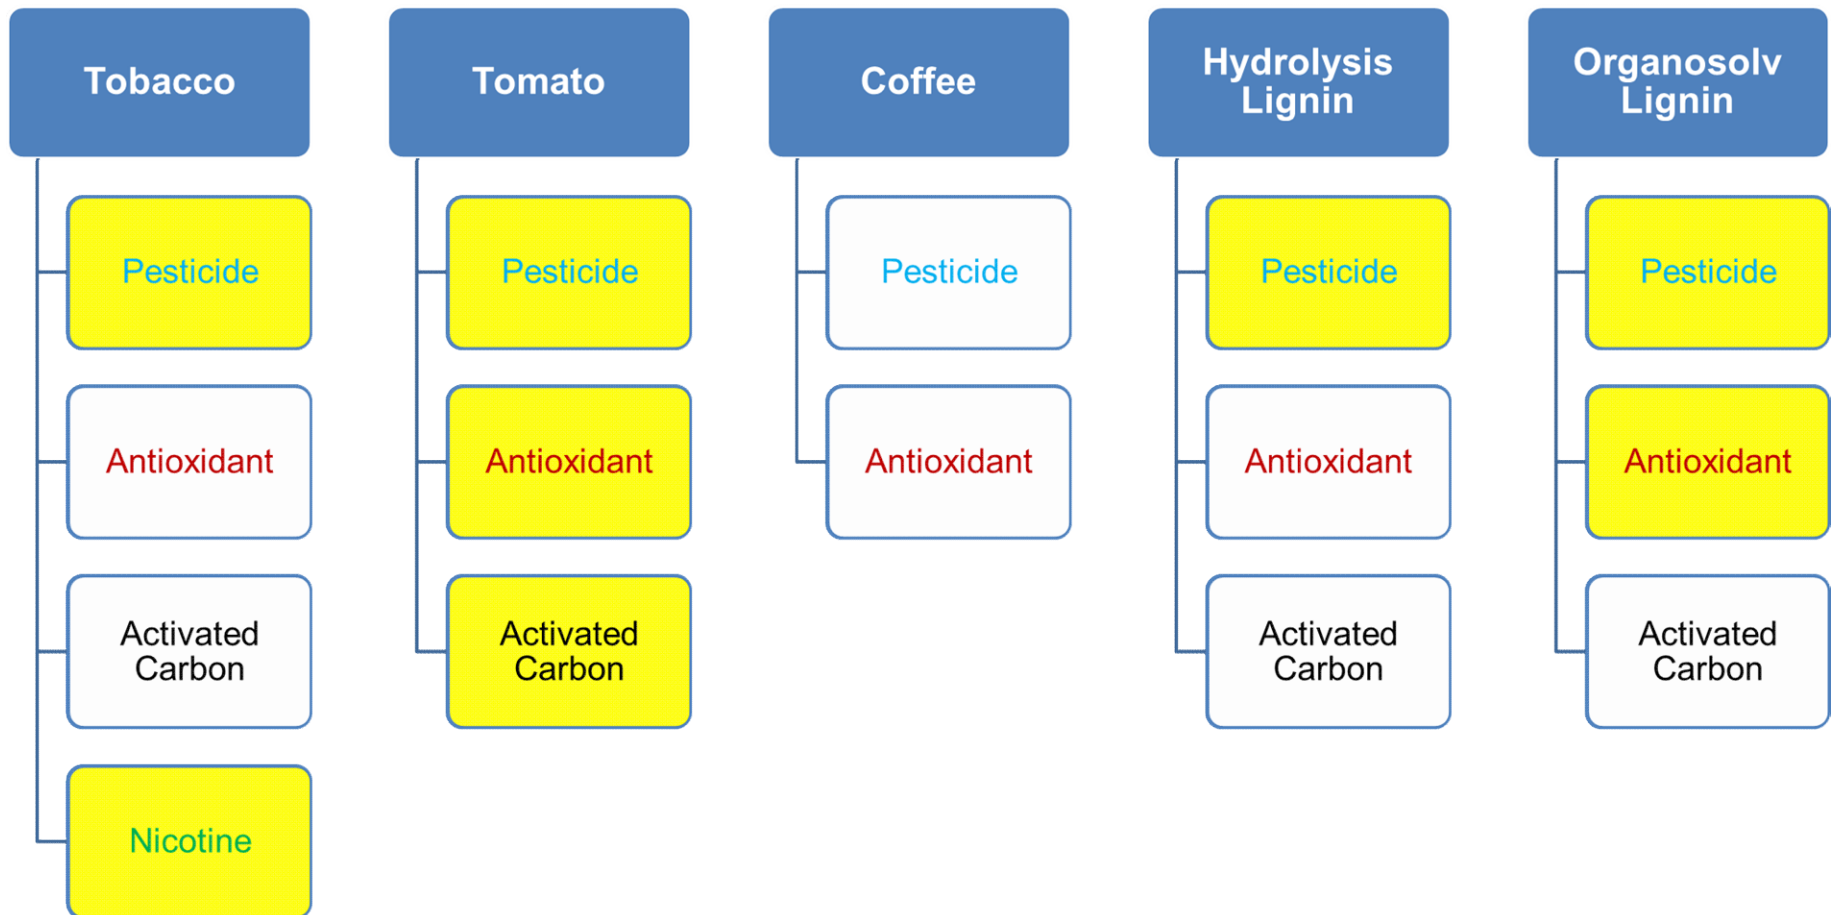 Tobacco
Pesticide
Antioxidant
Activated
Carbon
Nicotine
Tomato
Pesticide
Antioxidant
Activated
Carbon
Coffee
Pesticide
Antioxidant
Hydrolysis
Lignin
Pesticide
Antioxidant
Activated
Carbon
Organosolv
Lignin
Pesticide
Antioxidant
Activated
Carbon